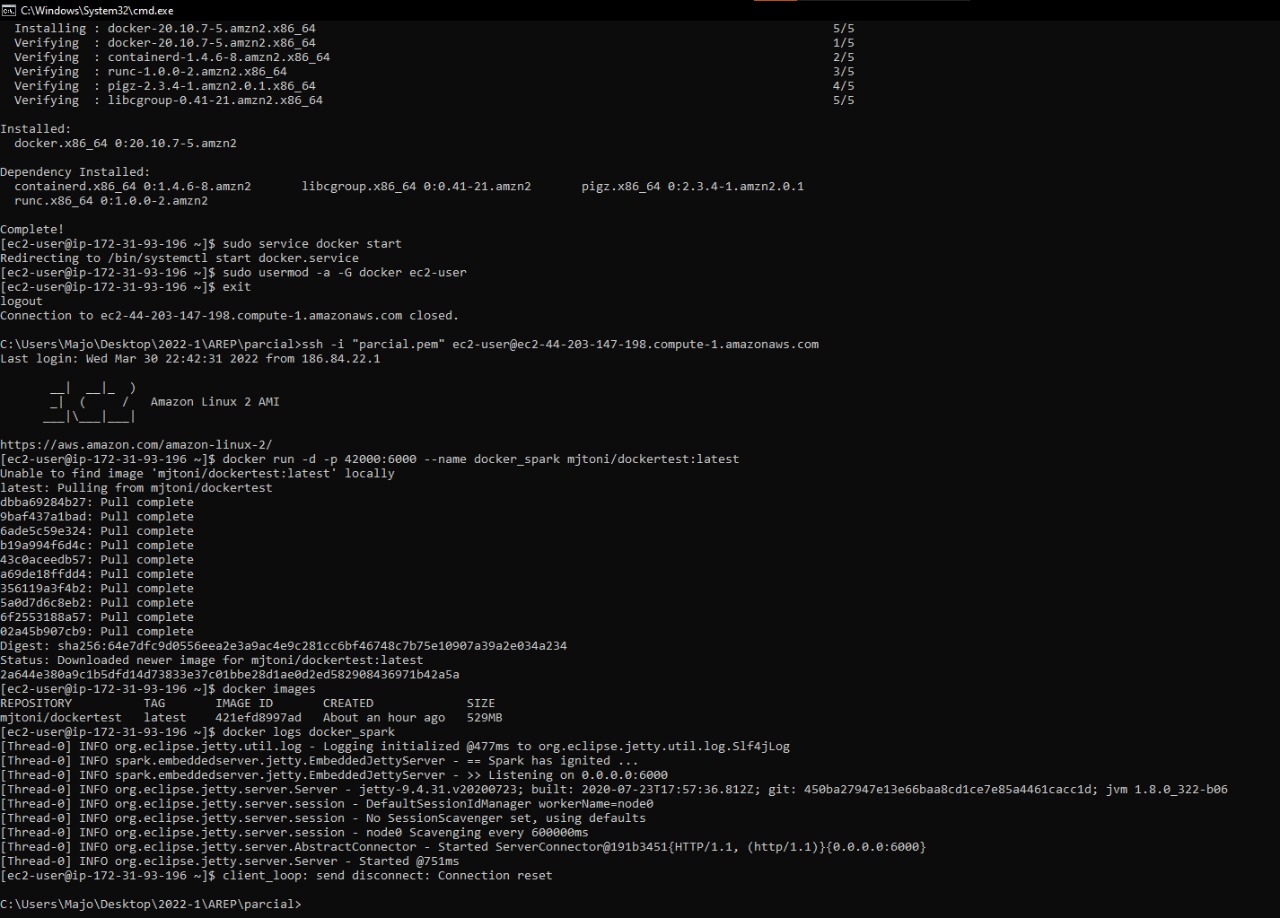 C:\Windows\System32\cmd.exe
Installing : docker-20.10.7-5.amzn2.x86_64 5/5
Verifying : docker-20.10.7-5.amzn2.x86_64 1/5
Verifying : containerd-1.4.6-8.amzn2.x86_64 2/5
Verifying : runc-1.0.0-2.amzn2.x86_64 3/5
Verifying : pigz-2.3.4-1.amzn2.0.1.x86_64 4/5
Verifying : libcgroup-0.41-21.amzn2.x86_64 5/5
Installed:
docker.x86_64 0:20.10.7-5.amzn2
Dependency Installed:
containerd.x86_64 0:1.4.6-8.amzn2 libcgroup.x86_64 0:0.41-21.amzn2 pigz.x86_64 0:2.3.4-1.amzn2.0.1
runc.x86_64 0:1.0.0-2.amzn2
Complete!
[ec2-user@ip-172-31-93-196 ~]$ sudo service docker start
Redirecting to /bin/systemctl start docker.service
[ec2-user@ip-172-31-93-196 ~]$ sudo usermod -a -G docker ec2-user
[ec2-user@ip-172-31-93-196 ~]$ exit
logout
Connection to ec2-44-203-147-198.compute-1.amazonaws.com closed.
C:\Users\Majo\Desktop\2022-1\AREP\parcial>ssh -i "parcial.pem" ec2-user@ec2-44-203-147-198.compute-1.amazonaws.com
Last login: Wed Mar 30 22:42:31 2022 from 186.84.22.1
__| __|_ )
_| ( / Amazon Linux 2 AMI
___|\___|___|
https://aws.amazon.com/amazon-linux-2/
[ec2-user@ip-172-31-93-196 ~]$ docker run -d -p 42000:6000 --name docker_spark mjtoni/dockertest:latest
Unable to find image 'mjtoni/dockertest:latest' locally
latest: Pulling from mjtoni/dockertest
dbba69284b27: Pull complete
9baf437a1bad: Pull complete
6ade5c59e324: Pull complete
b19a994f6d4c: Pull complete
43c0aceedb57: Pull complete
a69de18ffdd4: Pull complete
356119a3f4b2: Pull complete
5a0d7d6c8eb2: Pull complete
6f2553188a57: Pull complete
02a45b907cb9: Pull complete
Digest: sha256:64e7dfc9d0556eea2e3a9ac4e9c281cc6bf46748c7b75e10907a39a2e034a234
Status: Downloaded newer image for mjtoni/dockertest:latest
2a644e380a9c1b5dfd14d73833e37c01bbe28d1ae0d2ed582908436971b42a5a
[ec2-user@ip-172-31-93-196 ~]$ docker images
REPOSITORY TAG IMAGE ID CREATED SIZE
mjtoni/dockertest latest 421efd8997ad About an hour ago 529MB
[ec2-user@ip-172-31-93-196 ~]$ docker logs docker_spark
[Thread-0] INFO org.eclipse.jetty.util.log - Logging initialized @477ms to org.eclipse.jetty.util.log.Slf4jLog
[Thread-0] INFO spark.embeddedserver.jetty.EmbeddedJettyServer - == Spark has ignited ...
[Thread-0] INFO spark.embeddedserver.jetty.EmbeddedJettyServer - >> Listening on 0.0.0.0:6000
[Thread-0] INFO org.eclipse.jetty.server.Server - jetty-9.4.31.v20200723; built: 2020-07-23T17:57:36.812Z; git: 450ba27947e13e66baa8cd1ce7e85a4461cacc1d; jvm 1.8.0_322-b06
[Thread-0] INFO org.eclipse.jetty.server.session - DefaultSessionIdManager workerName=node0
[Thread-0] INFO org.eclipse.jetty.server.session - No SessionScavenger set, using defaults
[Thread-0] INFO org.eclipse.jetty.server.session - node0 Scavenging every 600000ms
[Thread-0] INFO org.eclipse.jetty.server.AbstractConnector - Started ServerConnector@191b3451{HTTP/1.1, (http/1.1)}{0.0.0.0:6000}
[Thread-0] INFO org.eclipse.jetty.server.Server - Started @751ms
[ec2-user@ip-172-31-93-196 ~]$ client_loop: send disconnect: Connection reset
C:\Users\Majo\Desktop\2022-1\AREP\parcial>